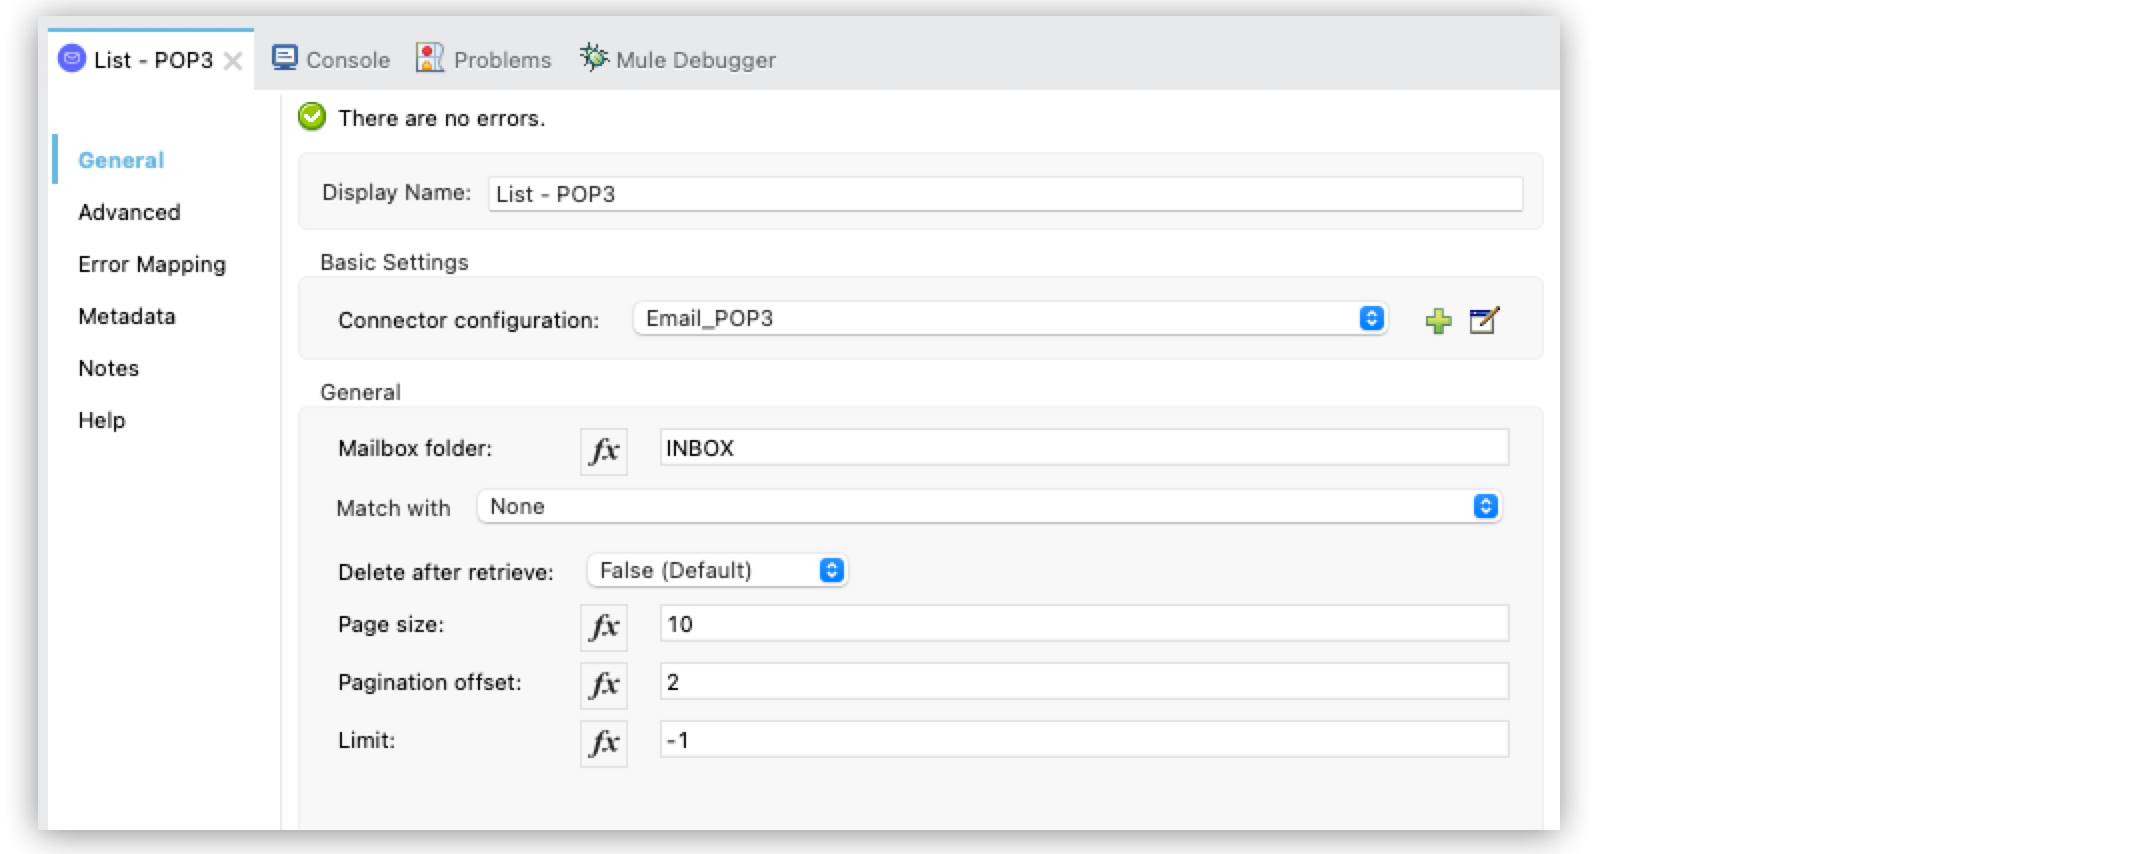 List - POP3 Console Problems Mule Debugger
There are no errors.
General
Advanced
Error Mapping
Metadata
Notes
Help
Display Name: List - POP3
Basic Settings
Connector configuration: Email_POP3
General
Mailbox folder: fx INBOX
Match with None
Delete after retrieve: False (Default)
Page size: fx 10
Pagination offset: fx 2
Limit: fx -1